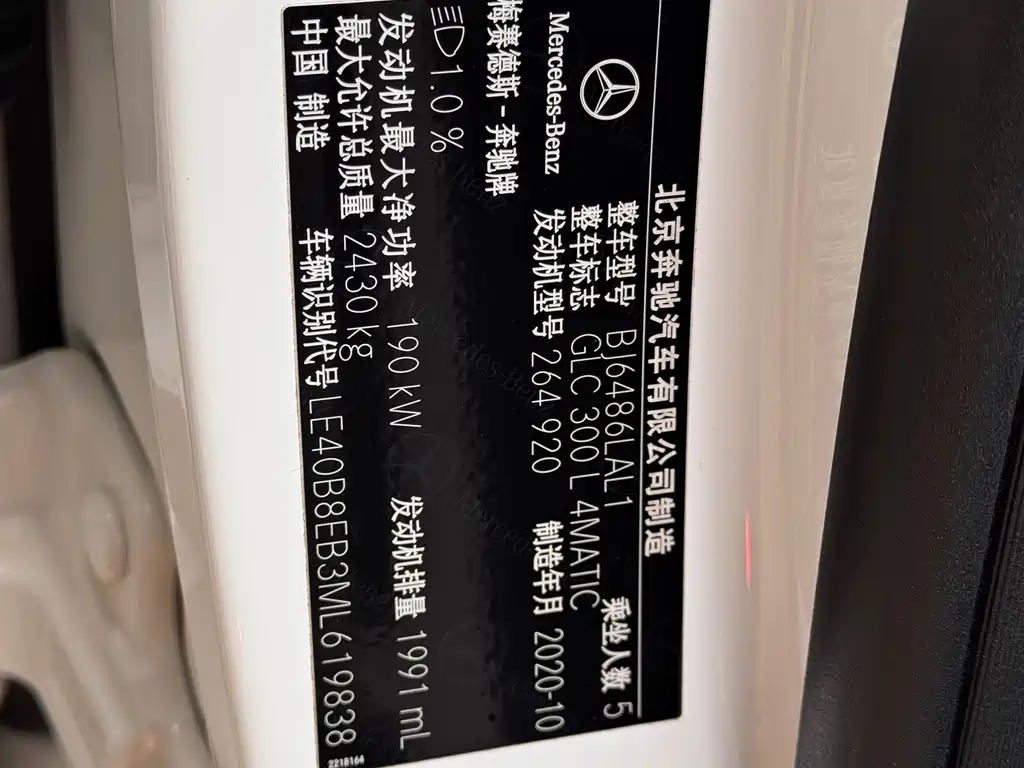 北京奔驰汽车有限公司制造
Mercedes-Benz
整车型号 BJ6486LAL1 乘坐人数 5
整车标志 GLC 300 L 4MATIC
发动机型号 264 920 制造年月 2020-10
梅赛德斯-奔驰牌
1.0 %
发动机最大净功率 190 kW 发动机排量 1991 mL
最大允许总质量 2430 kg
中国 制造 车辆识别代号 LE40B8EB3ML619838
2218164